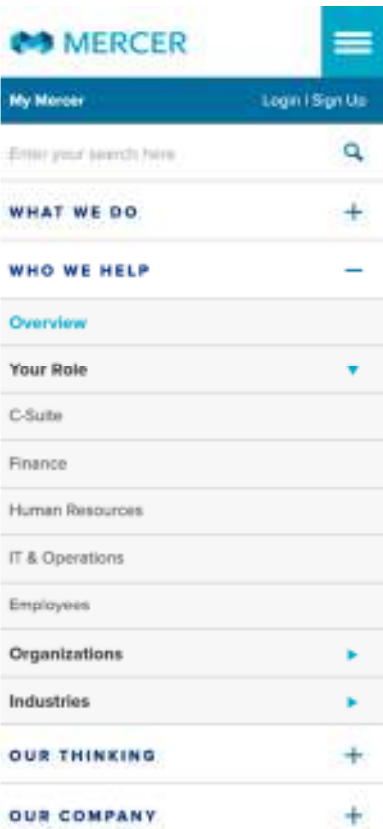 MERCER
My Mercer Login | Sign Up
Enter your search here
WHAT WE DO
WHO WE HELP
Overview
Your Role
C-Suite
Finance
Human Resources
IT & Operations
Employees
Organizations
Industries
OUR THINKING
OUR COMPANY